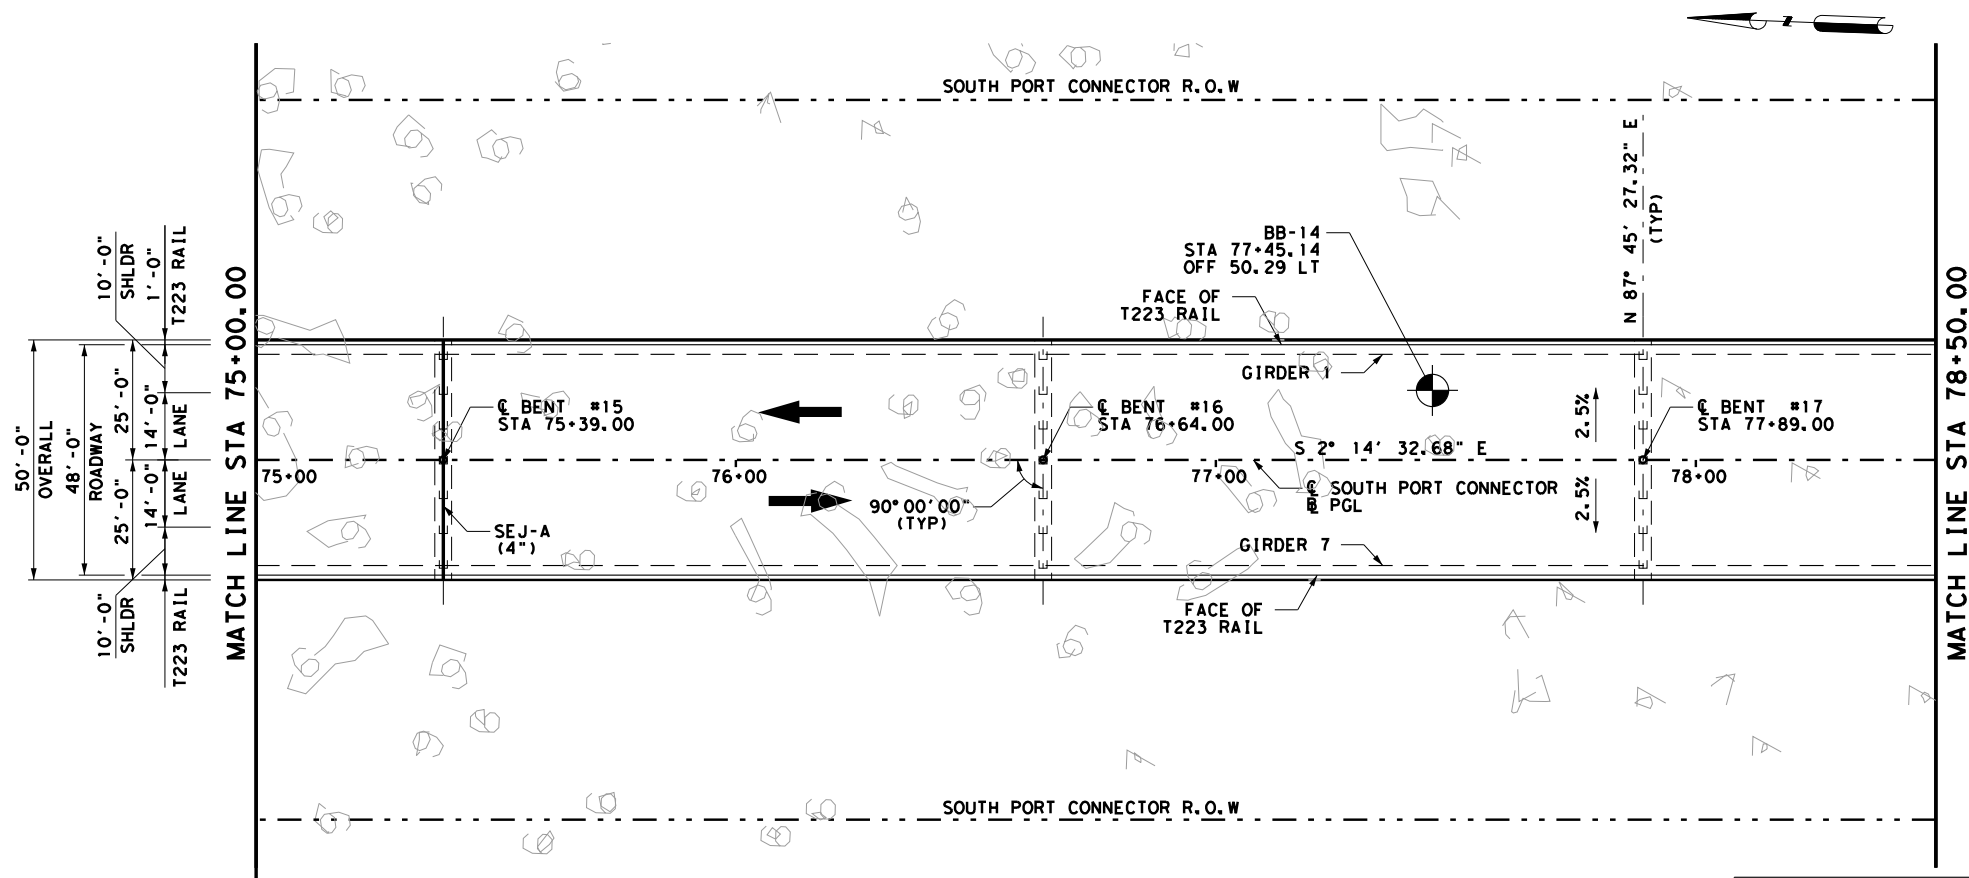 Z
SOUTH PORT CONNECTOR R.O.W
N 87° 45' 27.32" E
(TYP)
BB-14
STA 77+45.14
OFF 50.29 LT
FACE OF
T223 RAIL
GIRDER 1
10'-0"
SHLDR
1'-0"
T223 RAIL
50'-0"
OVERALL
48'-0"
ROADWAY
25'-0"
25'-0"
14'-0"
LANE
14'-0"
LANE
10'-0"
SHLDR
T223 RAIL
MATCH LINE STA 75+00.00
℄ BENT #15
STA 75+39.00
℄ BENT #16
STA 76+64.00
℄ BENT #17
STA 77+89.00
2.5%
S 2° 14' 32.68" E
75+00
76+00
77+00
78+00
℄ SOUTH PORT CONNECTOR
PGL
2.5%
90°00'00"
(TYP)
SEJ-A
(4")
GIRDER 7
FACE OF
T223 RAIL
MATCH LINE STA 78+50.00
SOUTH PORT CONNECTOR R.O.W